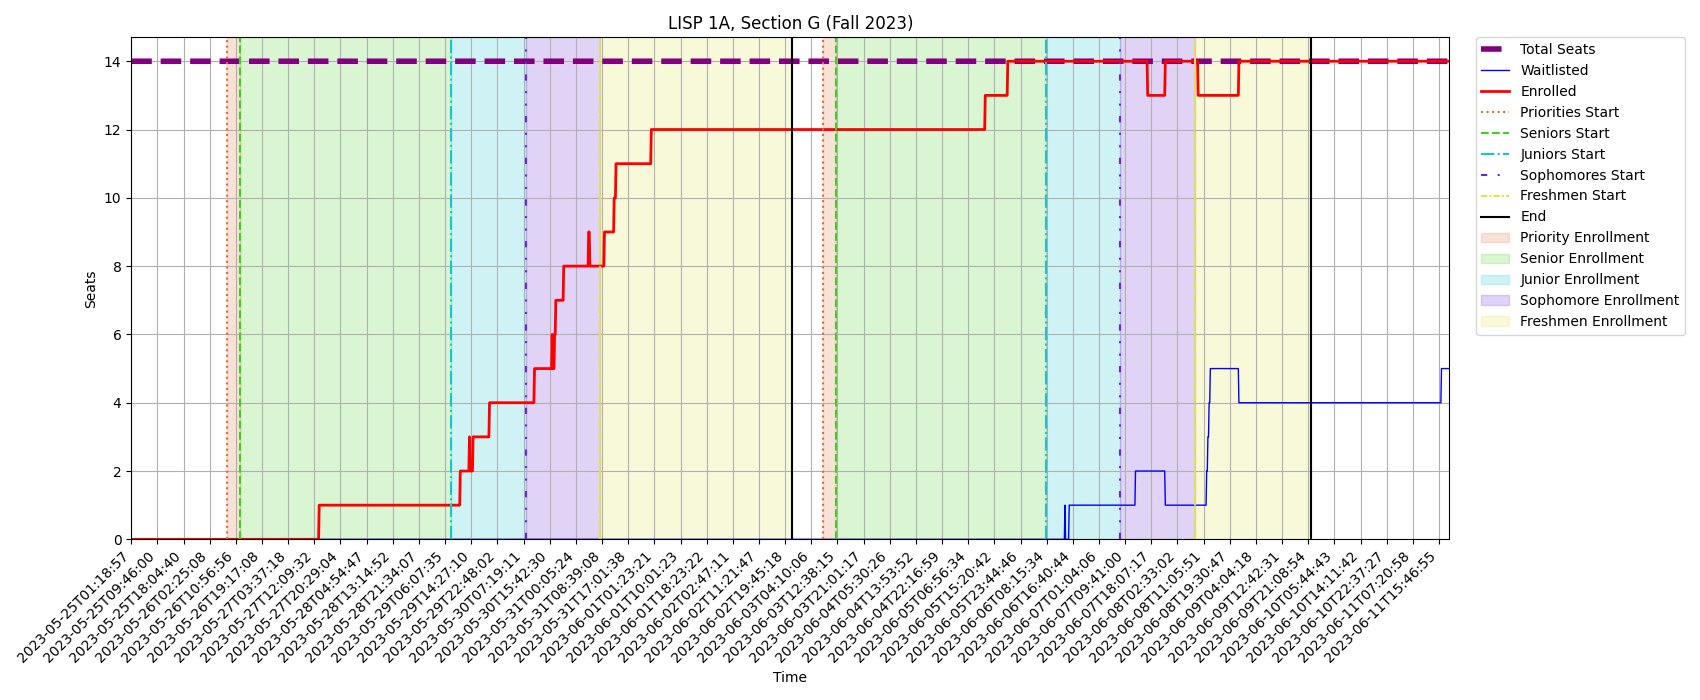 LISP 1A, Section G (Fall 2023)
Seats
14
12
10
8
6
4
2
0
2023-05-25T01:18:57
2023-05-25T09:46:00
2023-05-25T18:04:40
2023-05-26T02:25:08
2023-05-26T10:56:56
2023-05-26T19:17:08
2023-05-27T03:37:18
2023-05-27T12:09:32
2023-05-27T20:29:04
2023-05-28T04:54:47
2023-05-28T13:14:52
2023-05-28T21:34:07
2023-05-29T06:07:35
2023-05-29T14:27:10
2023-05-29T22:48:02
2023-05-30T07:19:11
2023-05-30T15:42:30
2023-05-31T00:05:24
2023-05-31T08:39:08
2023-05-31T17:01:38
2023-06-01T01:23:21
2023-06-01T10:01:23
2023-06-01T18:23:22
2023-06-02T02:47:11
2023-06-02T11:21:47
2023-06-02T19:45:18
2023-06-03T04:10:06
2023-06-03T12:38:15
2023-06-03T21:01:17
2023-06-04T05:30:26
2023-06-04T13:53:52
2023-06-04T22:16:59
2023-06-05T06:56:34
2023-06-05T15:20:42
2023-06-05T23:44:46
2023-06-06T08:15:34
2023-06-06T16:40:44
2023-06-07T01:04:06
2023-06-07T09:41:00
2023-06-07T18:07:17
2023-06-08T02:33:02
2023-06-08T11:05:51
2023-06-08T19:30:47
2023-06-09T04:04:18
2023-06-09T12:42:31
2023-06-09T21:08:54
2023-06-10T05:44:43
2023-06-10T14:11:42
2023-06-10T22:37:27
2023-06-11T07:20:58
2023-06-11T15:46:55
Time
Total Seats
Waitlisted
Enrolled
Priorities Start
Seniors Start
Juniors Start
Sophomores Start
Freshmen Start
End
Priority Enrollment
Senior Enrollment
Junior Enrollment
Sophomore Enrollment
Freshmen Enrollment